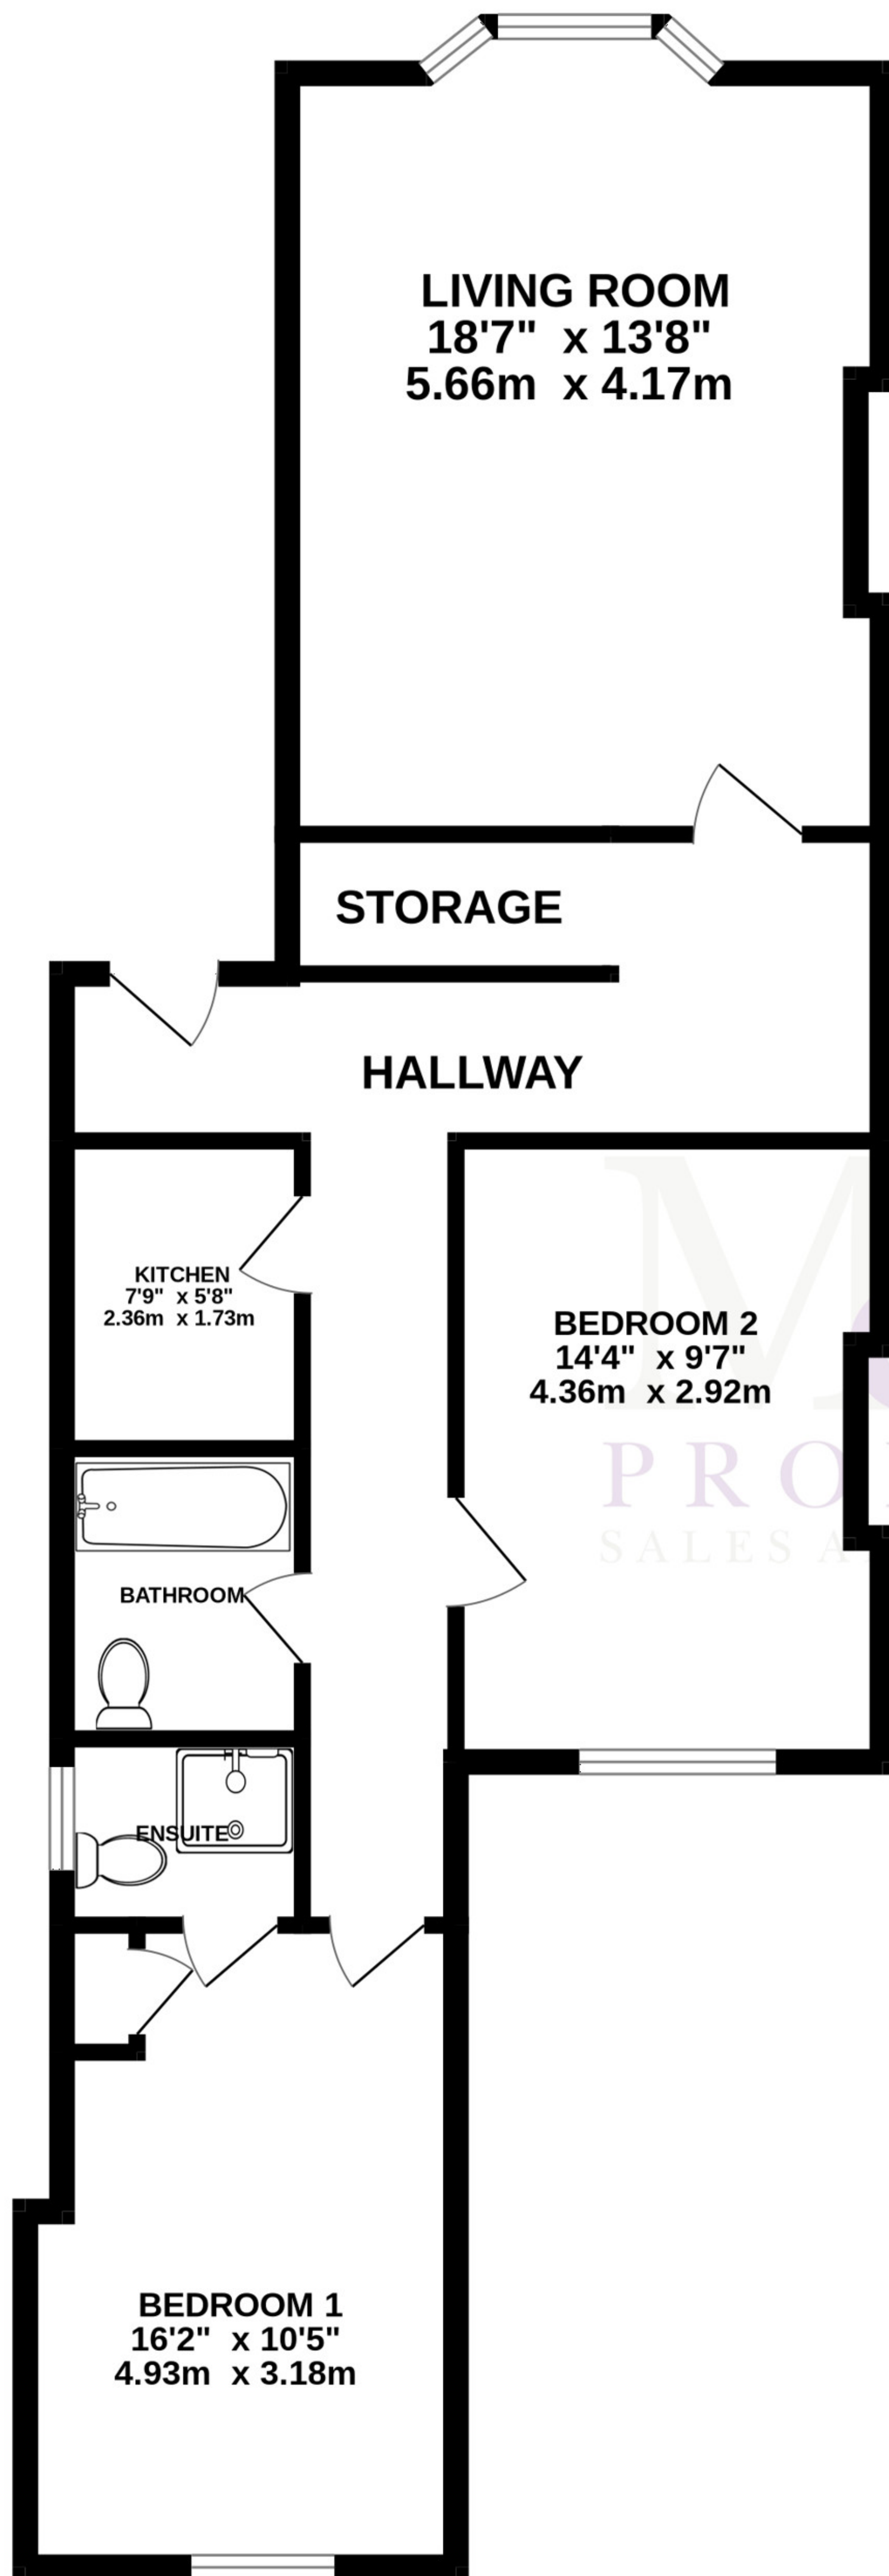 LIVING ROOM
18'7" x 13'8"
5.66m x 4.17m
STORAGE
HALLWAY
KITCHEN
7'9" x 5'8"
2.36m x 1.73m
BEDROOM 2
14'4" x 9'7"
4.36m x 2.92m
M
PRO
SALES A
BATHROOM
ENSUITE
BEDROOM 1
16'2" x 10'5"
4.93m x 3.18m